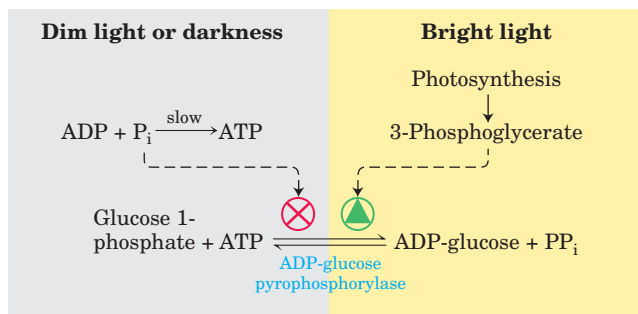 Dim light or darkness
Bright light
Photosynthesis
slow
ADP + Pi
ATP
3-Phosphoglycerate
Glucose 1-
phosphate + ATP
ADP-glucose + PPi
ADP-glucose
pyrophosphorylase